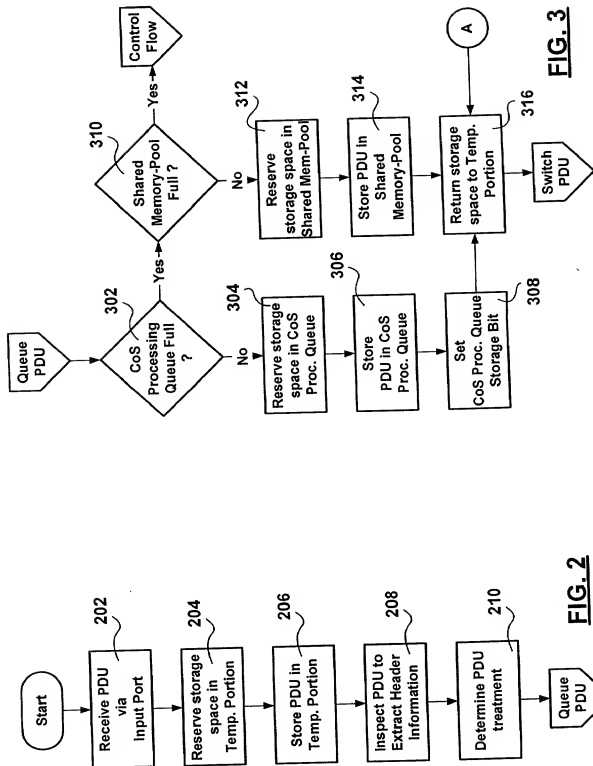 Start
202
Receive PDU
via
Input Port
204
Reserve storage
space in
Temp. Portion
206
Store PDU in
Temp. Portion
208
Inspect PDU to
Extract Header
Information
210
Determine PDU
treatment
Queue
PDU
FIG. 2
Queue
PDU
302
CoS
Processing
Queue Full
?
Yes
No
304
Reserve storage
space in CoS
Proc. Queue
306
Store
PDU in CoS
Proc. Queue
Set
CoS Proc. Queue
Storage Bit
308
310
Shared
Memory-Pool
Full ?
Yes
Control
Flow
No
312
Reserve
storage space in
Shared Mem-Pool
314
Store PDU in
Shared
Memory-Pool
316
Return storage
space to Temp.
Portion
A
Switch
PDU
FIG. 3